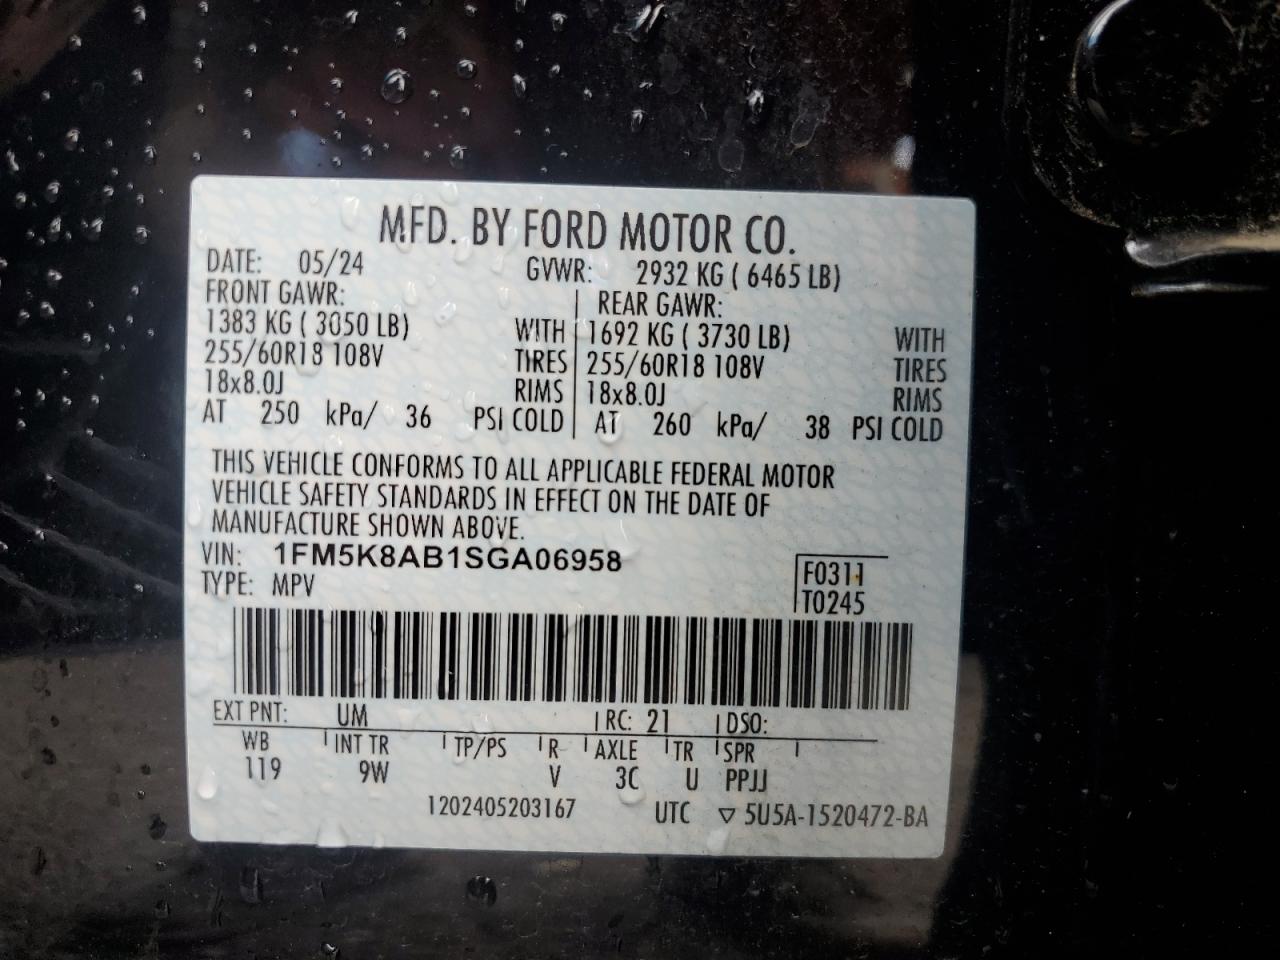 MFD. BY FORD MOTOR CO.
DATE: 05/24 GVWR: 2932 KG ( 6465 LB)
FRONT GAWR: REAR GAWR:
1383 KG ( 3050 LB) WITH 1692 KG ( 3730 LB) WITH
255/60R18 108V TIRES 255/60R18 108V TIRES
18x8.0J RIMS 18x8.0J RIMS
AT 250 kPa/ 36 PSI COLD AT 260 kPa/ 38 PSI COLD
THIS VEHICLE CONFORMS TO ALL APPLICABLE FEDERAL MOTOR
VEHICLE SAFETY STANDARDS IN EFFECT ON THE DATE OF
MANUFACTURE SHOWN ABOVE.
VIN: 1FM5K8AB1SGA06958
TYPE: MPV
F0311
T0245
EXT PNT: UM RC: 21 DSO:
WB INT TR TP/PS R AXLE TR SPR
119 9W V 3C U PPJJ
1202405203167 UTC ▽ 5U5A-1520472-BA